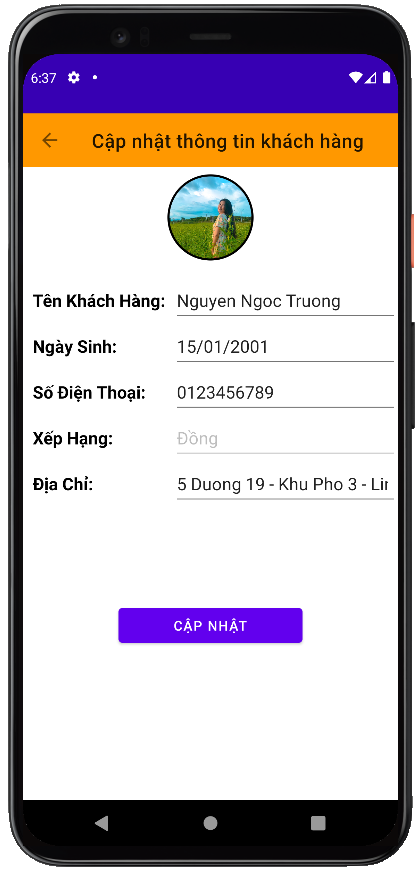 6:37
Cập nhật thông tin khách hàng
Tên Khách Hàng: Nguyen Ngoc Truong
Ngày Sinh: 15/01/2001
Số Điện Thoại: 0123456789
Xếp Hạng: Đồng
Địa Chỉ: 5 Duong 19 - Khu Pho 3 -
CẬP NHẬT